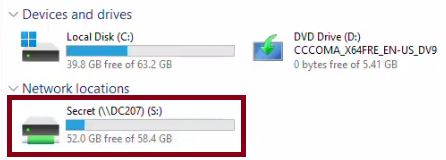 Devices and drives
Local Disk (C:)
39.8 GB free of 63.2 GB
DVD Drive (D:)
CCCOMA_X64FRE_EN-US_DV9
0 bytes free of 5.41 GB
Network locations
Secret (\\DC207) (S:)
52.0 GB free of 58.4 GB